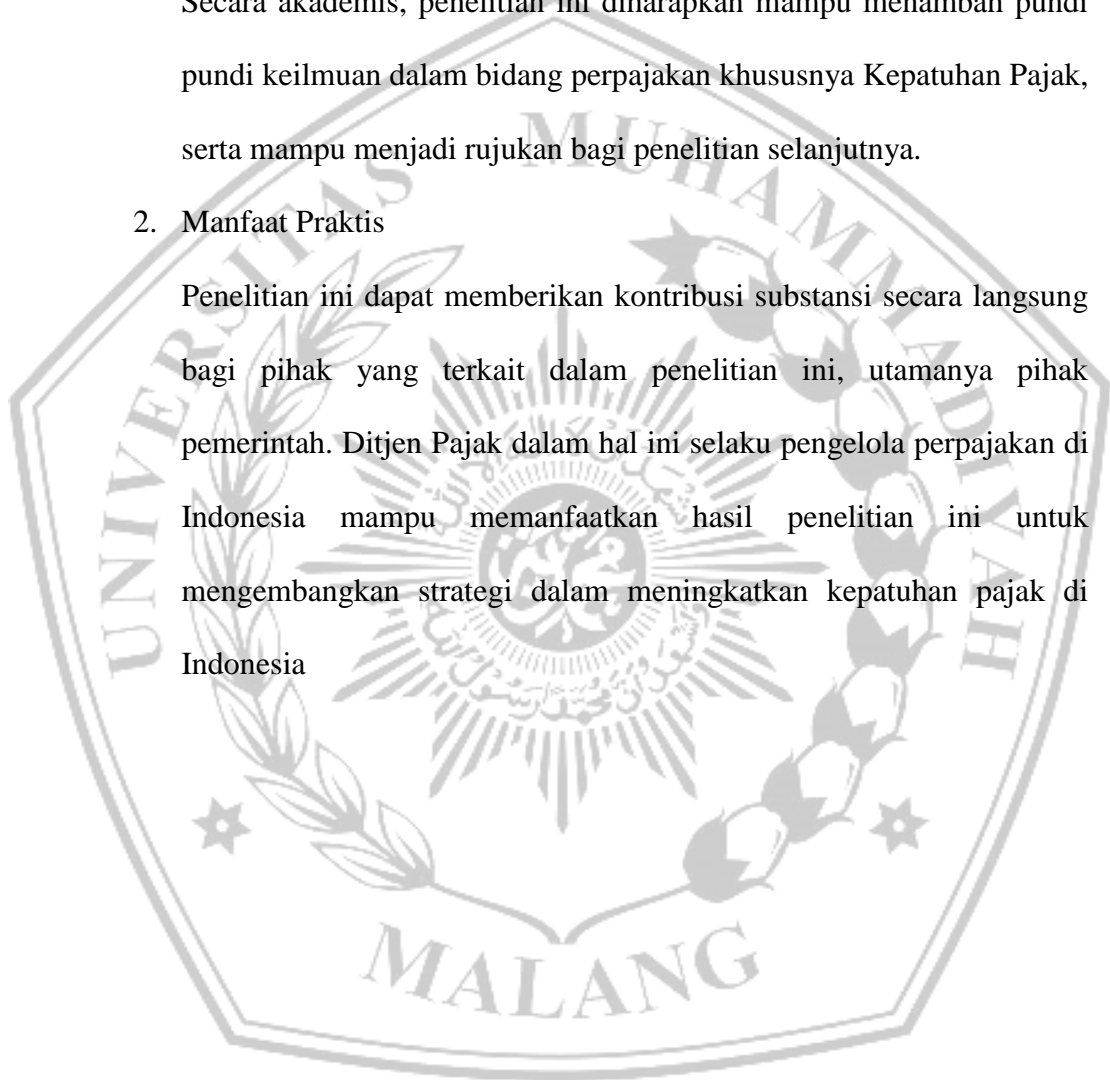 Secara akademis, penelitian ini diharapkan mampu menambah pundi
pundi keilmuan dalam bidang perpajakan khususnya Kepatuhan Pajak,
serta mampu menjadi rujukan bagi penelitian selanjutnya.
2. Manfaat Praktis
Penelitian ini dapat memberikan kontribusi substansi secara langsung
bagi pihak yang terkait dalam penelitian ini, utamanya pihak
pemerintah. Ditjen Pajak dalam hal ini selaku pengelola perpajakan di
Indonesia mampu memanfaatkan hasil penelitian ini untuk
mengembangkan strategi dalam meningkatkan kepatuhan pajak di
Indonesia
UNIVERSITAS MUHAMMADIYAH
MALANG